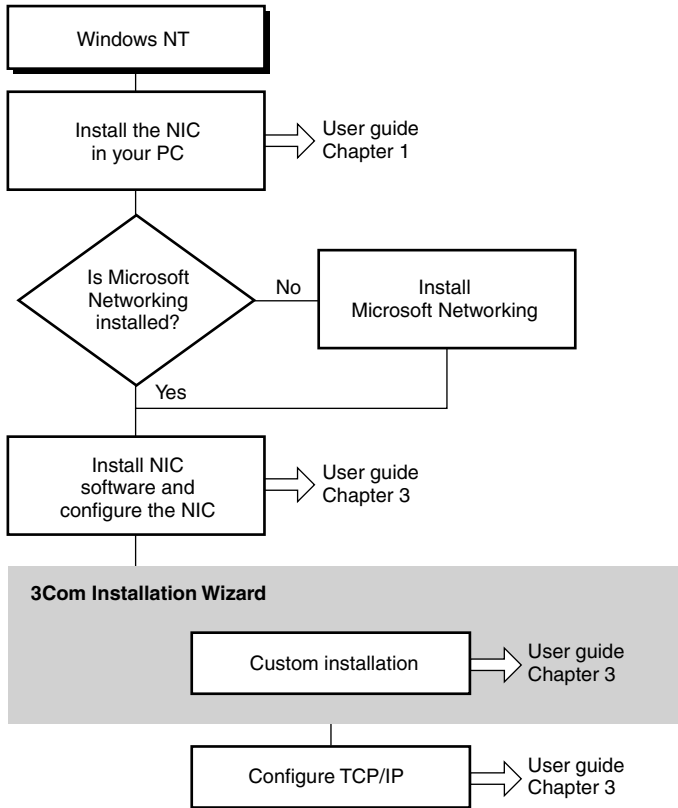 Windows NT
Install the NIC
in your PC
User guide
Chapter 1
Is Microsoft
Networking
installed?
No
Install
Microsoft Networking
Yes
Install NIC
software and
configure the NIC
User guide
Chapter 3
3Com Installation Wizard
Custom installation
User guide
Chapter 3
Configure TCP/IP
User guide
Chapter 3